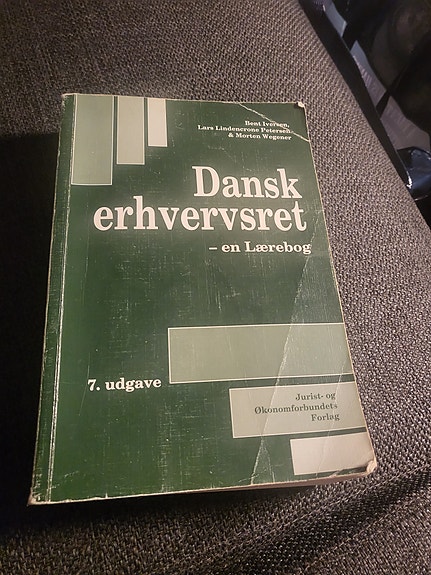 Bent Iversen,
Lars Lindencrone Petersen
& Morten Wegener
Dansk
erhvervsret
– en Lærebog
7. udgave
Jurist- og
Økonomforbundets
Forlag